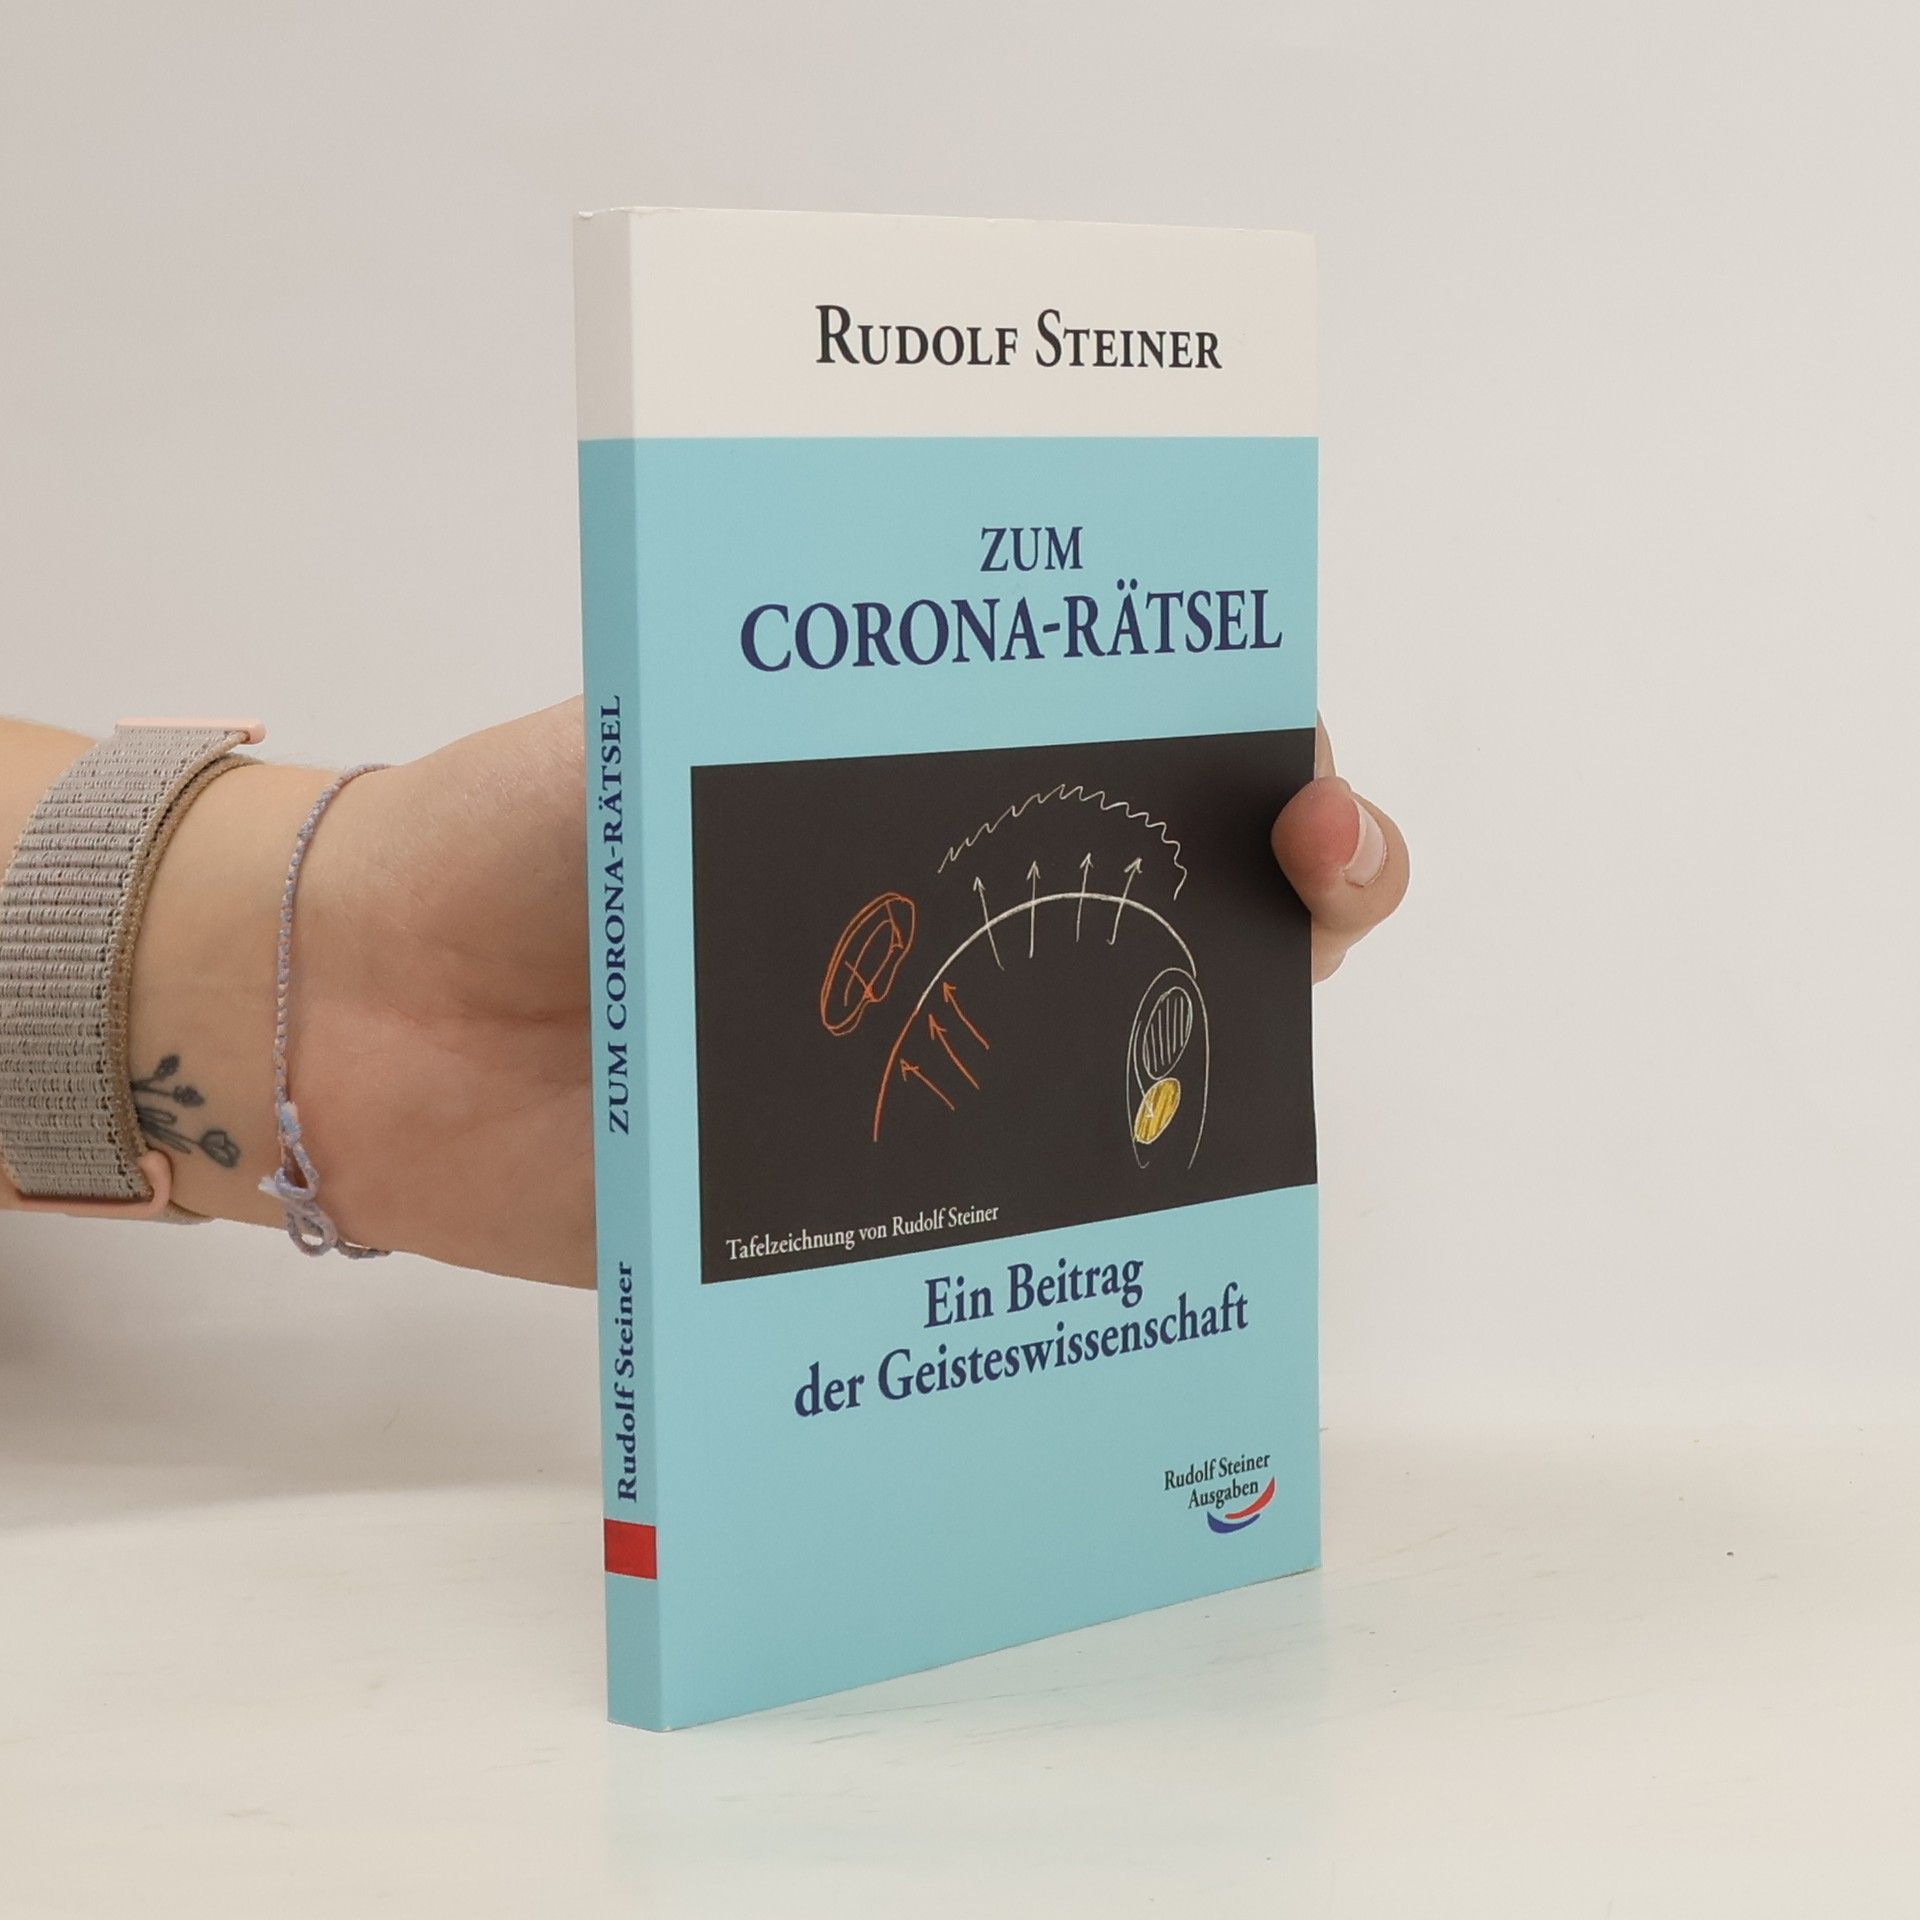 RUDOLF STEINER
ZUM
CORONA-RÄTSEL
Tafelzeichnung von Rudolf Steiner
Ein Beitrag
der Geisteswissenschaft
Rudolf Steiner
Ausgaben
Rudolf Steiner ZUM CORONA-RÄTSEL